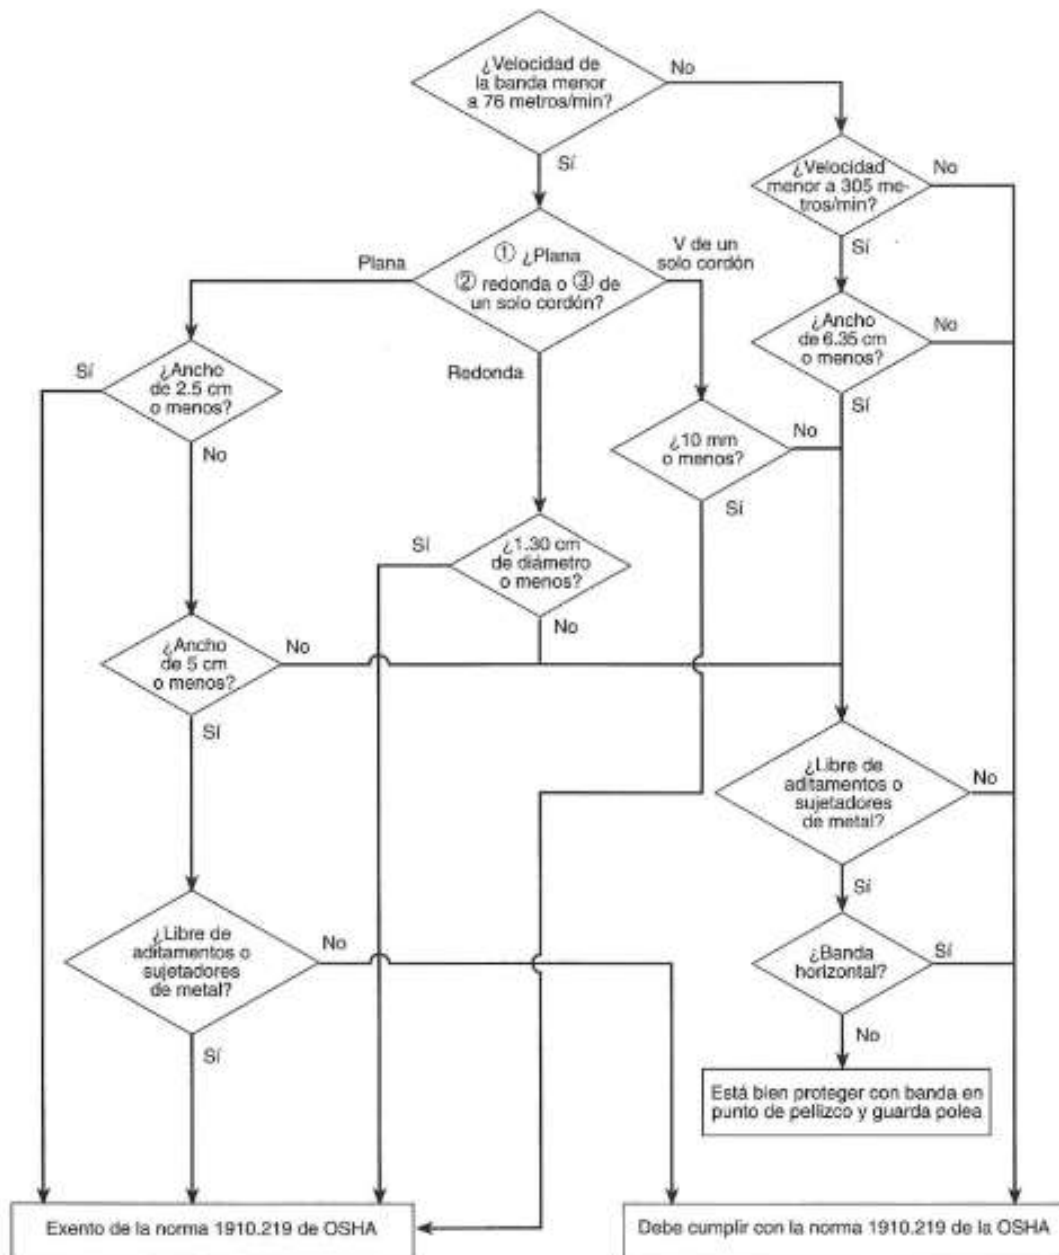 ¿Velocidad de
la banda menor
a 76 metros/min?
No
Sí
¿Velocidad
menor a 305 me-
tros/min?
No
Sí
① ¿Plana
② redonda o ③ de
un solo cordón?
Plana
V de un
solo cordón
Redonda
¿Ancho
de 6.35 cm
o menos?
No
Sí
¿Ancho
de 2.5 cm
o menos?
Sí
No
¿10 mm
o menos?
No
Sí
¿1.30 cm
de diámetro
o menos?
Sí
No
¿Ancho
de 5 cm
o menos?
No
Sí
¿Libre de
aditamentos o
sujetadores
de metal?
No
Sí
¿Libre de
aditamentos o
sujetadores
de metal?
No
Sí
¿Banda
horizontal?
Sí
No
Está bien proteger con banda en
punto de pellizco y guarda polea
Exento de la norma 1910.219 de OSHA
Debe cumplir con la norma 1910.219 de la OSHA